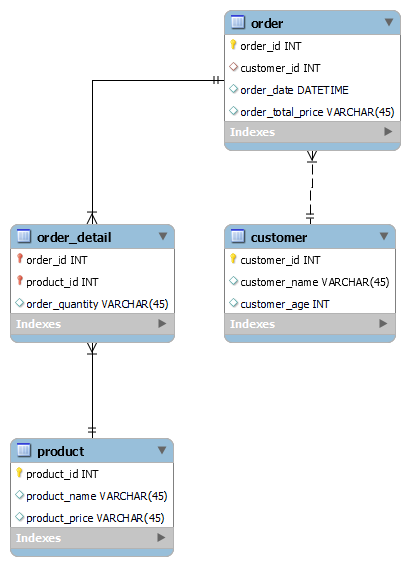 order
order_id INT
customer_id INT
order_date DATETIME
order_total_price VARCHAR(45)
Indexes
order_detail
order_id INT
product_id INT
order_quantity VARCHAR(45)
Indexes
customer
customer_id INT
customer_name VARCHAR(45)
customer_age INT
Indexes
product
product_id INT
product_name VARCHAR(45)
product_price VARCHAR(45)
Indexes